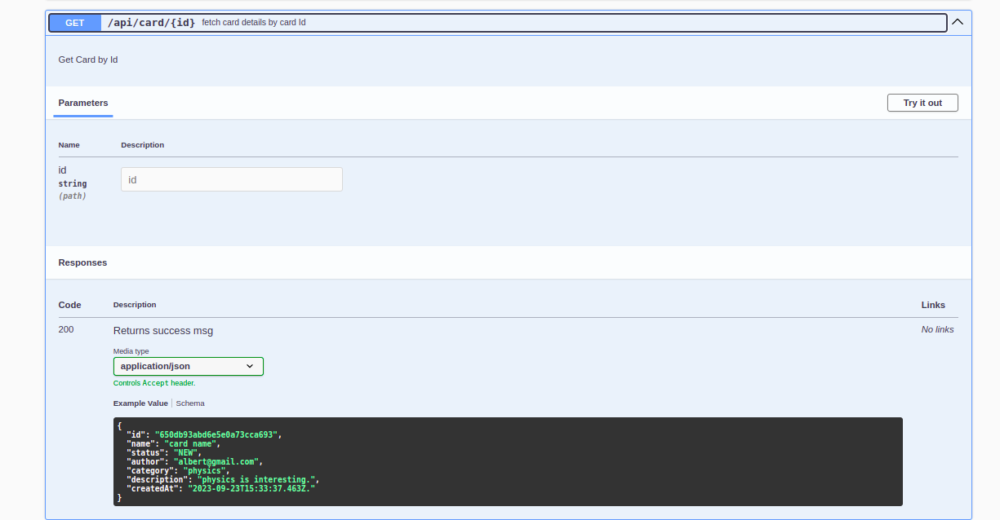 GET /api/card/{id} fetch card details by card Id
Get Card by Id
Parameters Try it out
Name Description
id
string
(path)
id
Responses
Code Description Links
200 Returns success msg No links
Media type
application/json
Controls Accept header.
Example Value Schema
{
"id": "650db93abd6e5e0a73cca693",
"name": "card name",
"status": "NEW",
"author": "albert@gmail.com",
"category": "physics",
"description": "physics is interesting.",
"createdAt": "2023-09-23T15:33:37.463Z."
}